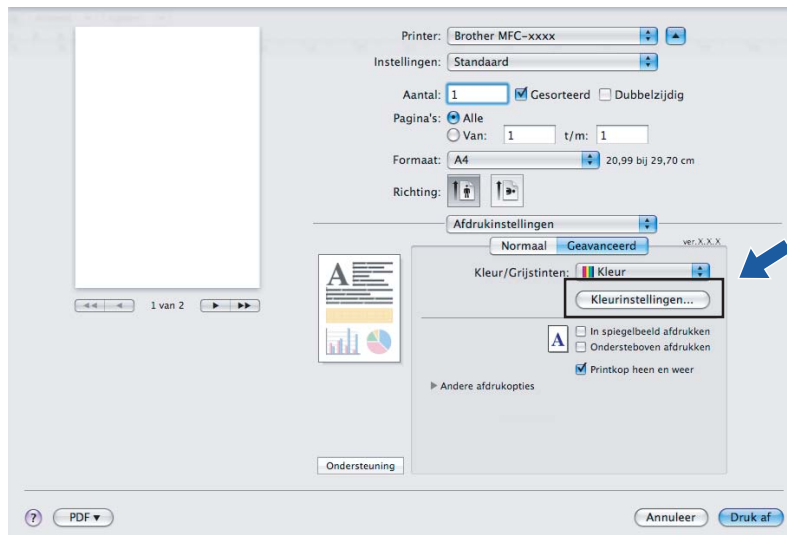 Printer: Brother MFC-xxxx
Instellingen: Standaard
Aantal: 1 Gesorteerd Dubbelzijdig
Pagina's: Alle
Van: 1 t/m: 1
Formaat: A4 20,99 bij 29,70 cm
Richting:
Afdrukinstellingen
Normaal Geavanceerd ver.X.X.X
Kleur/Grijstinten: Kleur
Kleurinstellingen...
1 van 2
In spiegelbeeld afdrukken
Ondersteboven afdrukken
Printkop heen en weer
Andere afdrukopties
Ondersteuning
? PDF Annuleer Druk af